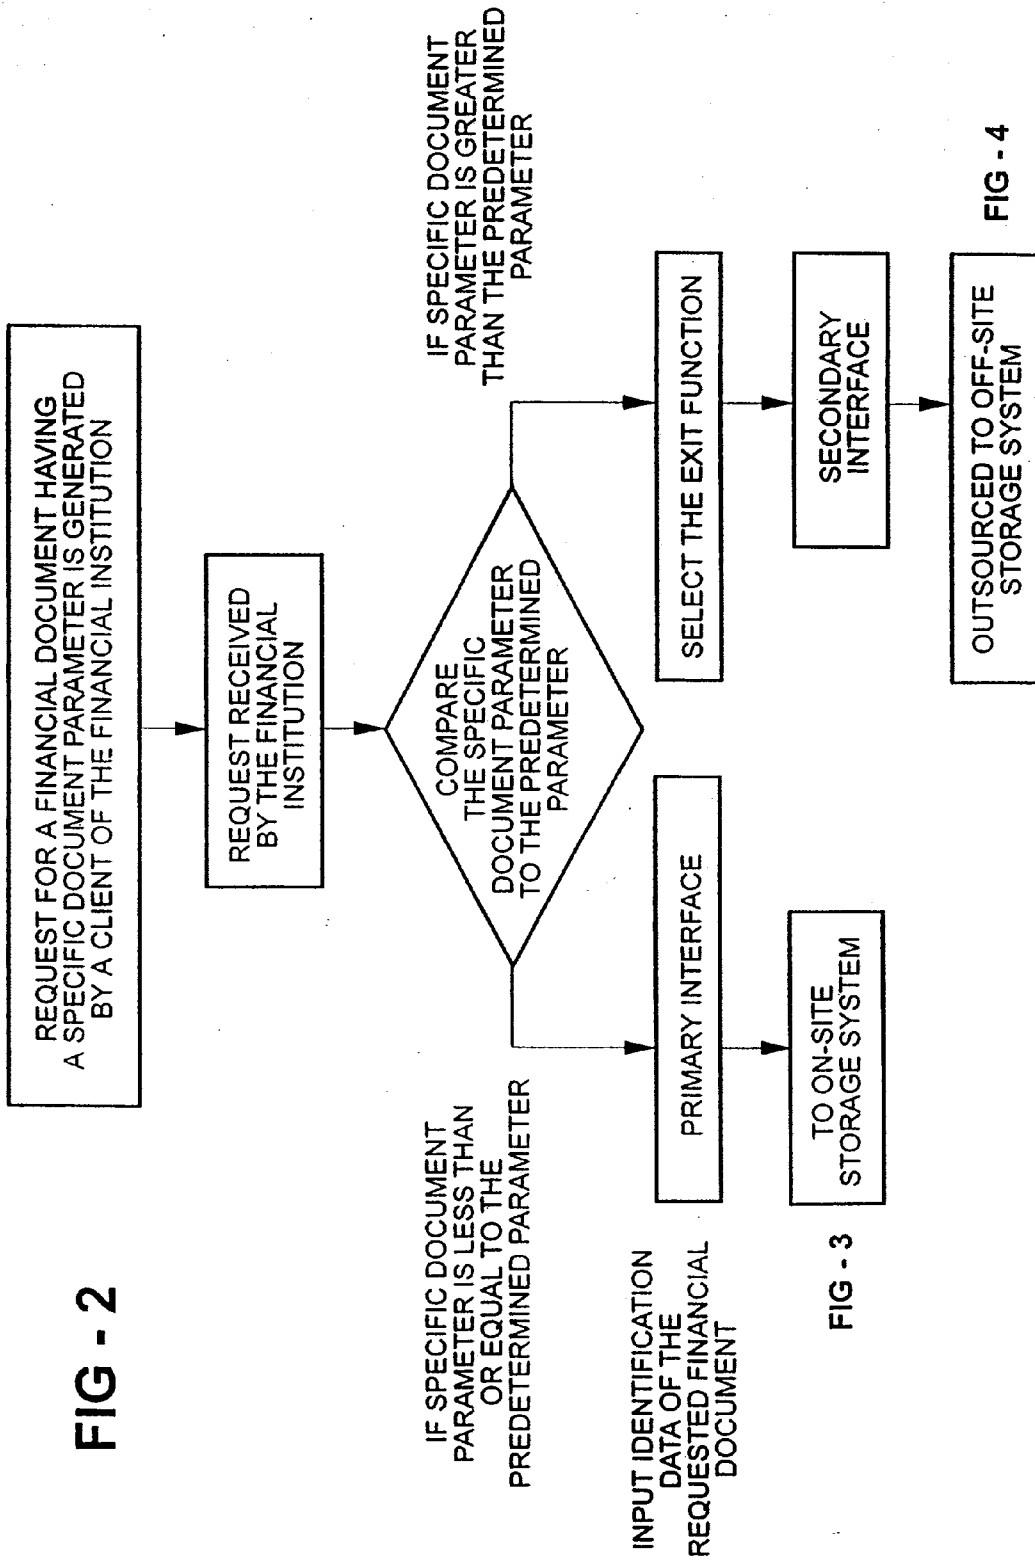 FIG - 2
REQUEST FOR A FINANCIAL DOCUMENT HAVING
A SPECIFIC DOCUMENT PARAMETER IS GENERATED
BY A CLIENT OF THE FINANCIAL INSTITUTION
REQUEST RECEIVED
BY THE FINANCIAL
INSTITUTION
COMPARE
THE SPECIFIC
DOCUMENT PARAMETER
TO THE PREDETERMINED
PARAMETER
IF SPECIFIC DOCUMENT
PARAMETER IS LESS THAN
OR EQUAL TO THE
PREDETERMINED PARAMETER
IF SPECIFIC DOCUMENT
PARAMETER IS GREATER
THAN THE PREDETERMINED
PARAMETER
INPUT IDENTIFICATION
DATA OF THE
REQUESTED FINANCIAL
DOCUMENT
PRIMARY INTERFACE
SELECT THE EXIT FUNCTION
TO ON-SITE
STORAGE SYSTEM
FIG - 3
SECONDARY
INTERFACE
OUTSOURCED TO OFF-SITE
STORAGE SYSTEM
FIG - 4